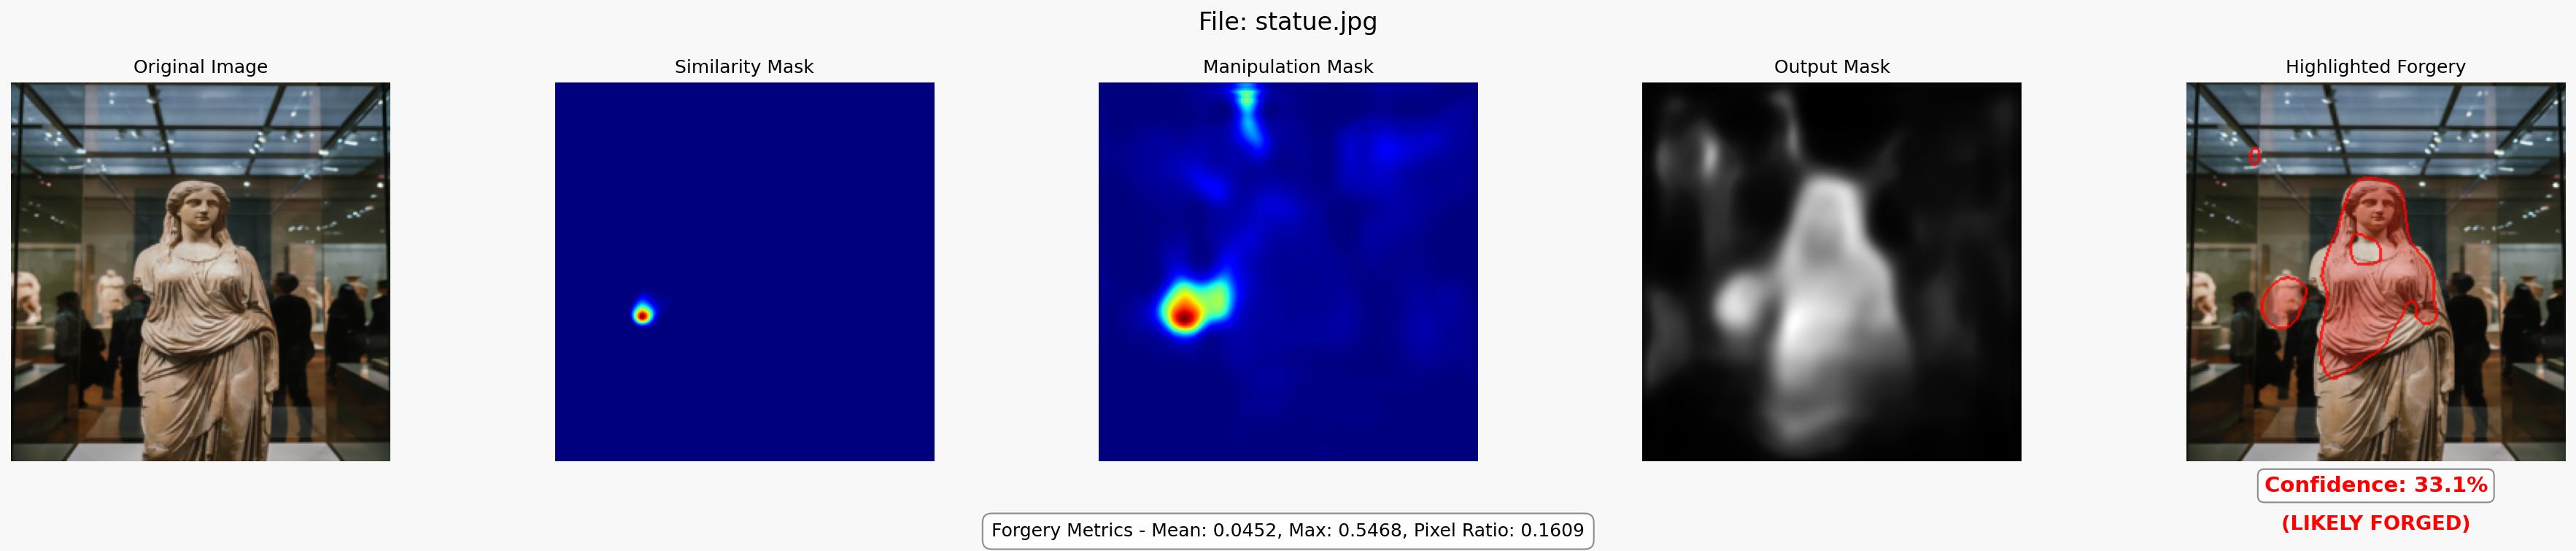 File: statue.jpg
Original Image
Similarity Mask
Manipulation Mask
Output Mask
Highlighted Forgery
Confidence: 33.1%
(LIKELY FORGED)
Forgery Metrics - Mean: 0.0452, Max: 0.5468, Pixel Ratio: 0.1609